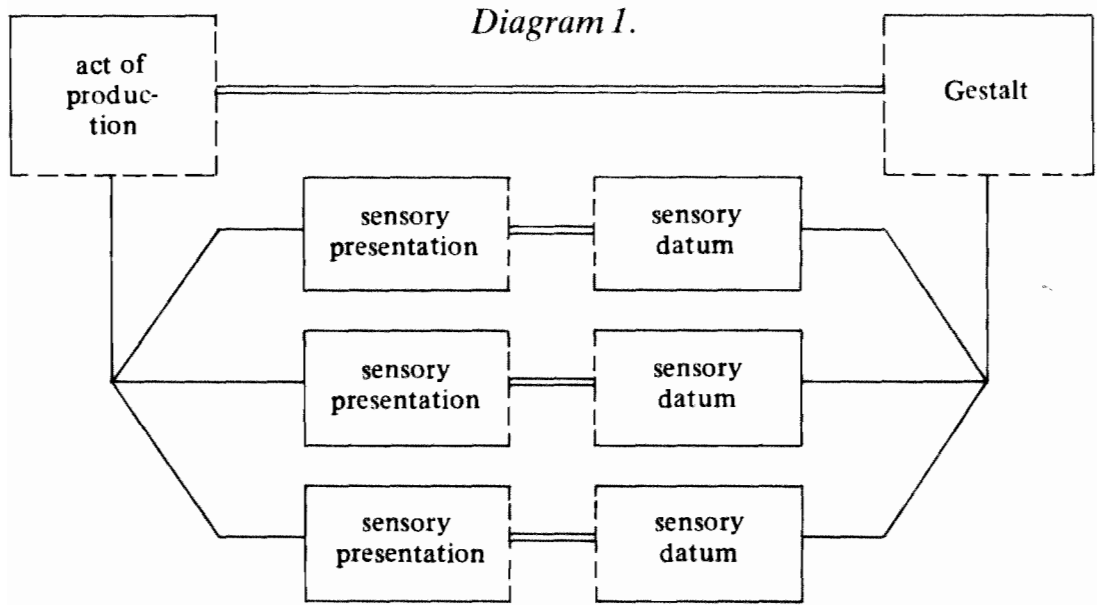 Diagram 1.
act of
produc-
tion
Gestalt
sensory
presentation
sensory
datum
sensory
presentation
sensory
datum
sensory
presentation
sensory
datum